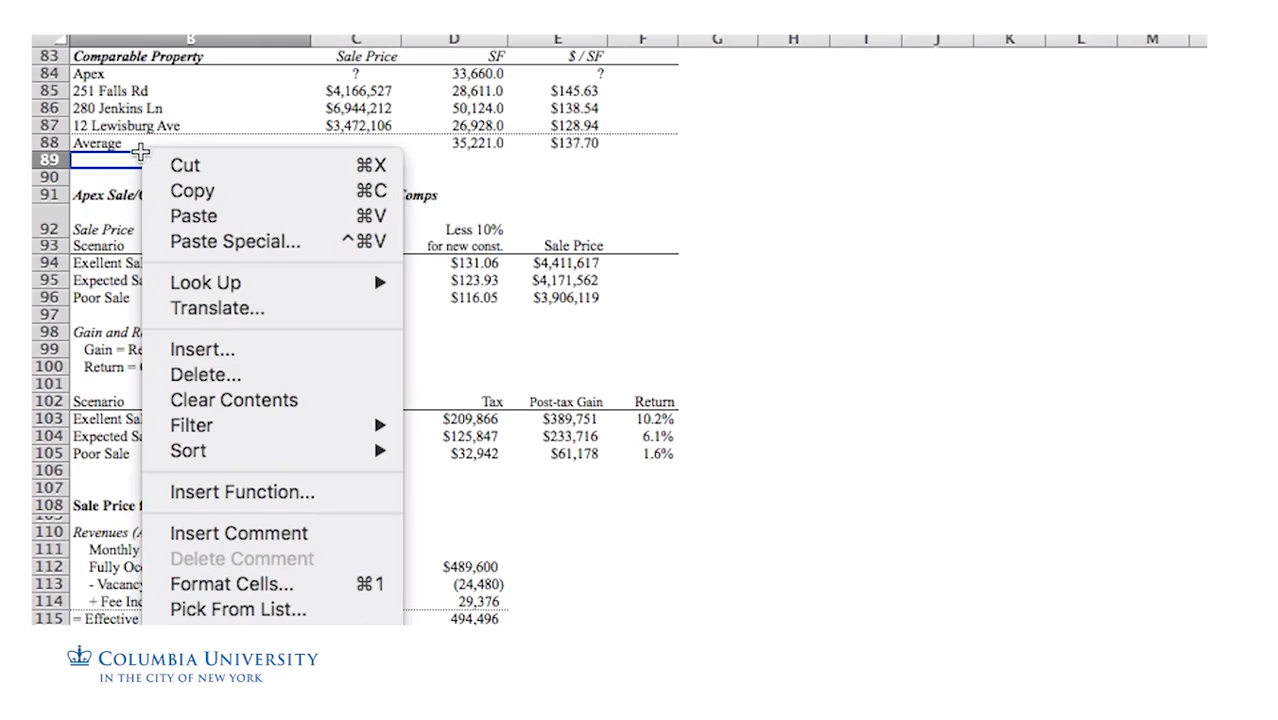 B C D E F G H I J K L M
83 Comparable Property Sale Price SF $ / SF
84 Apex ? 33,660.0 ?
85 251 Falls Rd $4,166,527 28,611.0 $145.63
86 280 Jenkins Ln $6,944,212 50,124.0 $138.54
87 12 Lewisburg Ave $3,472,106 26,928.0 $128.94
88 Average 35,221.0 $137.70
89
90
91 Apex Sale/ Comps
92 Sale Price Less 10%
93 Scenario for new const. Sale Price
94 Exellent Sa $131.06 $4,411,617
95 Expected Sa $123.93 $4,171,562
96 Poor Sale $116.05 $3,906,119
97
98 Gain and R
99 Gain = Re
100 Return =
101
102 Scenario Tax Post-tax Gain Return
103 Exellent Sa $209,866 $389,751 10.2%
104 Expected Sa $125,847 $233,716 6.1%
105 Poor Sale $32,942 $61,178 1.6%
106
107
108 Sale Price
110 Revenues (
111 Monthly
112 Fully Oc $489,600
113 - Vacancy (24,480)
114 + Fee In 29,376
115 = Effective 494,496
Cut ⌘X
Copy ⌘C
Paste ⌘V
Paste Special... ^⌘V
Look Up ▶
Translate...
Insert...
Delete...
Clear Contents
Filter ▶
Sort ▶
Insert Function...
Insert Comment
Delete Comment
Format Cells... ⌘1
Pick From List...
COLUMBIA UNIVERSITY
IN THE CITY OF NEW YORK